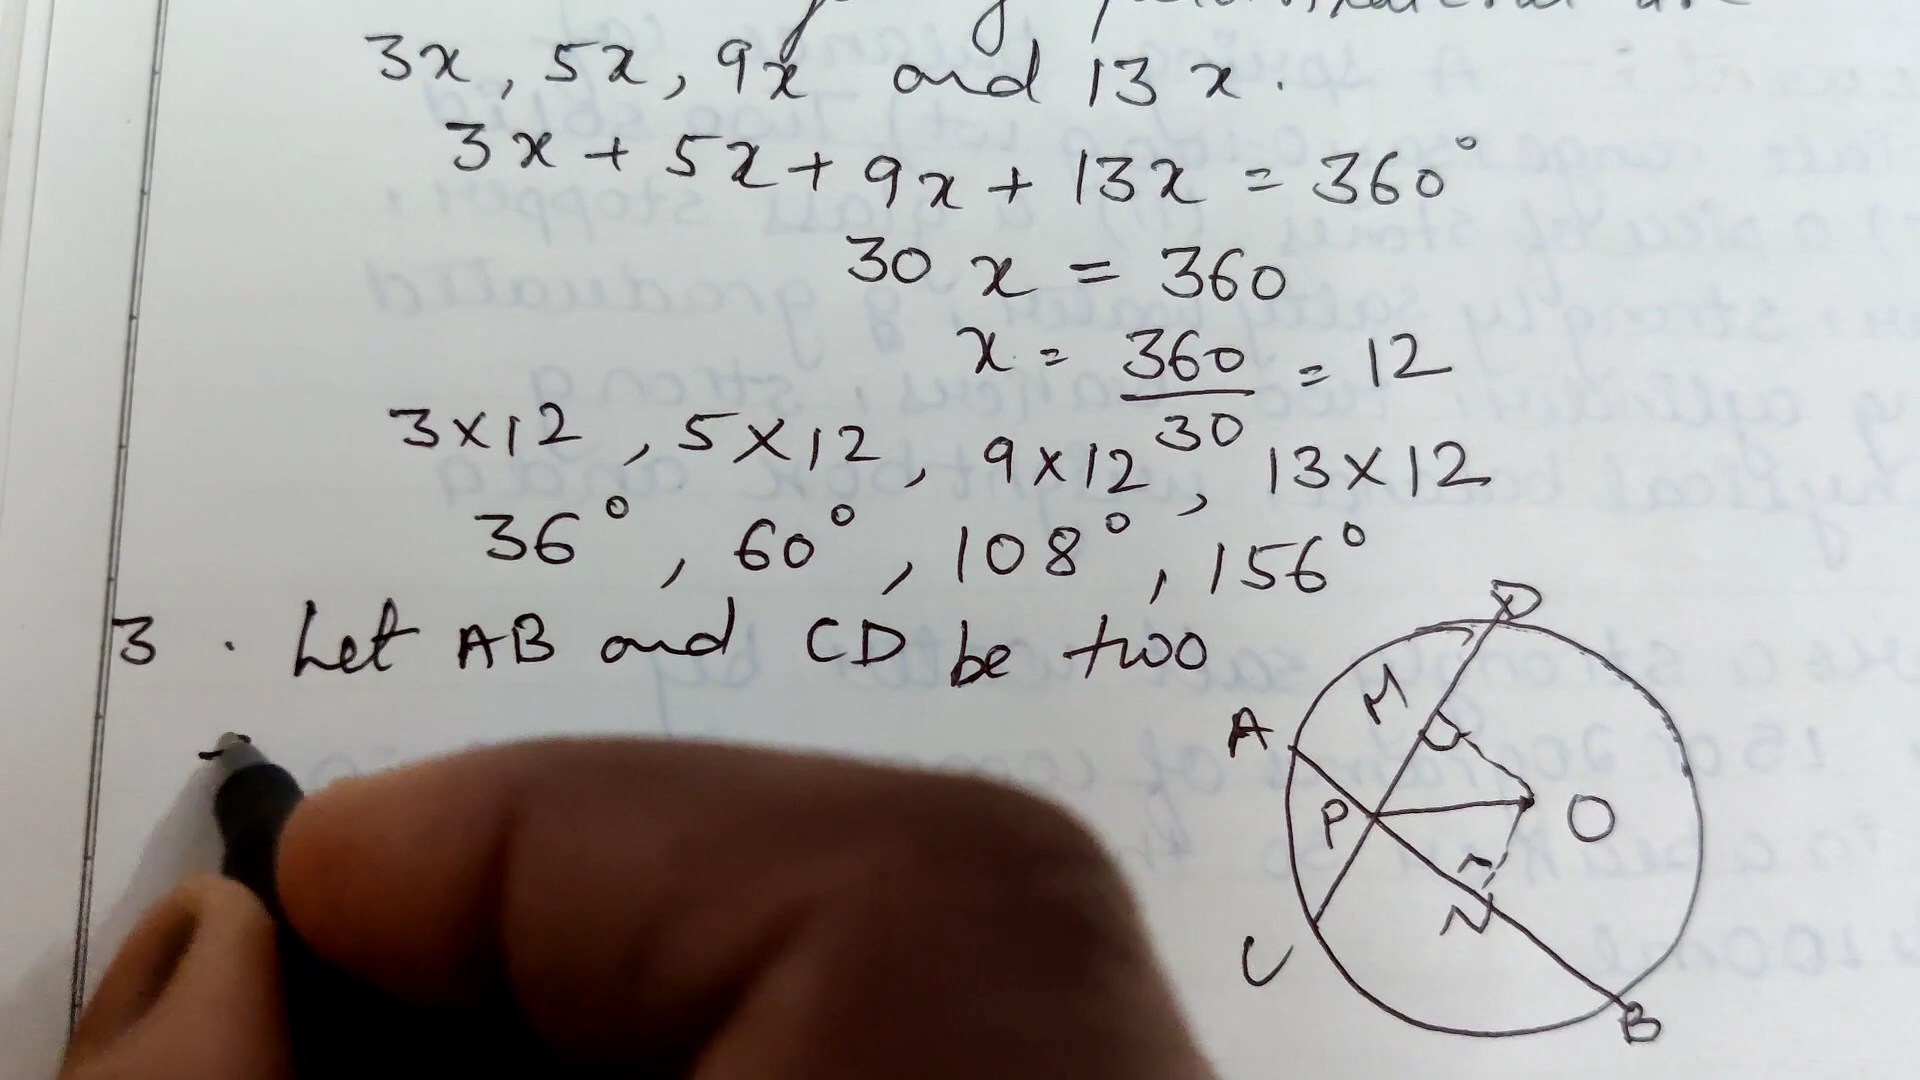 3x, 5x, 9x and 13x.
3x + 5x + 9x + 13x = 360°
30 x = 360
x = 360/30 = 12
3×12, 5×12, 9×12, 13×12
36°, 60°, 108°, 156°
3. Let AB and CD be two
D
M
A
P
O
N
C
B